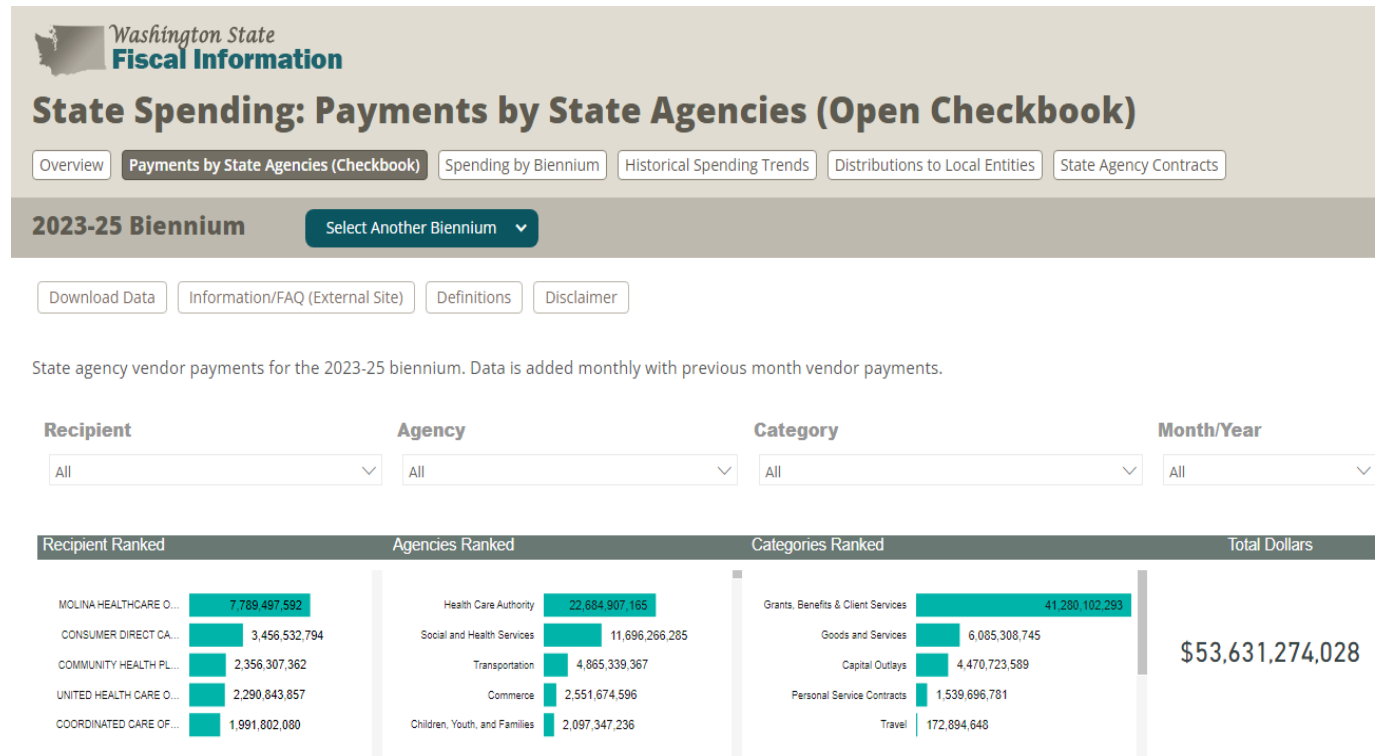 Washington State
Fiscal Information
State Spending: Payments by State Agencies (Open Checkbook)
Overview Payments by State Agencies (Checkbook) Spending by Biennium Historical Spending Trends Distributions to Local Entities State Agency Contracts
2023-25 Biennium Select Another Biennium
Download Data Information/FAQ (External Site) Definitions Disclaimer
State agency vendor payments for the 2023-25 biennium. Data is added monthly with previous month vendor payments.
Recipient Agency Category Month/Year
All All All All
Recipient Ranked Agencies Ranked Categories Ranked Total Dollars
MOLINA HEALTHCARE O... 7,789,497,592 Health Care Authority 22,684,907,165 Grants, Benefits & Client Services 41,280,102,293
CONSUMER DIRECT CA... 3,456,532,794 Social and Health Services 11,696,266,285 Goods and Services 6,085,308,745
$53,631,274,028
COMMUNITY HEALTH PL... 2,356,307,362 Transportation 4,865,339,367 Capital Outlays 4,470,723,589
UNITED HEALTH CARE O... 2,290,843,857 Commerce 2,551,674,596 Personal Service Contracts 1,539,696,781
COORDINATED CARE OF... 1,991,802,080 Children, Youth, and Families 2,097,347,236 Travel 172,894,648